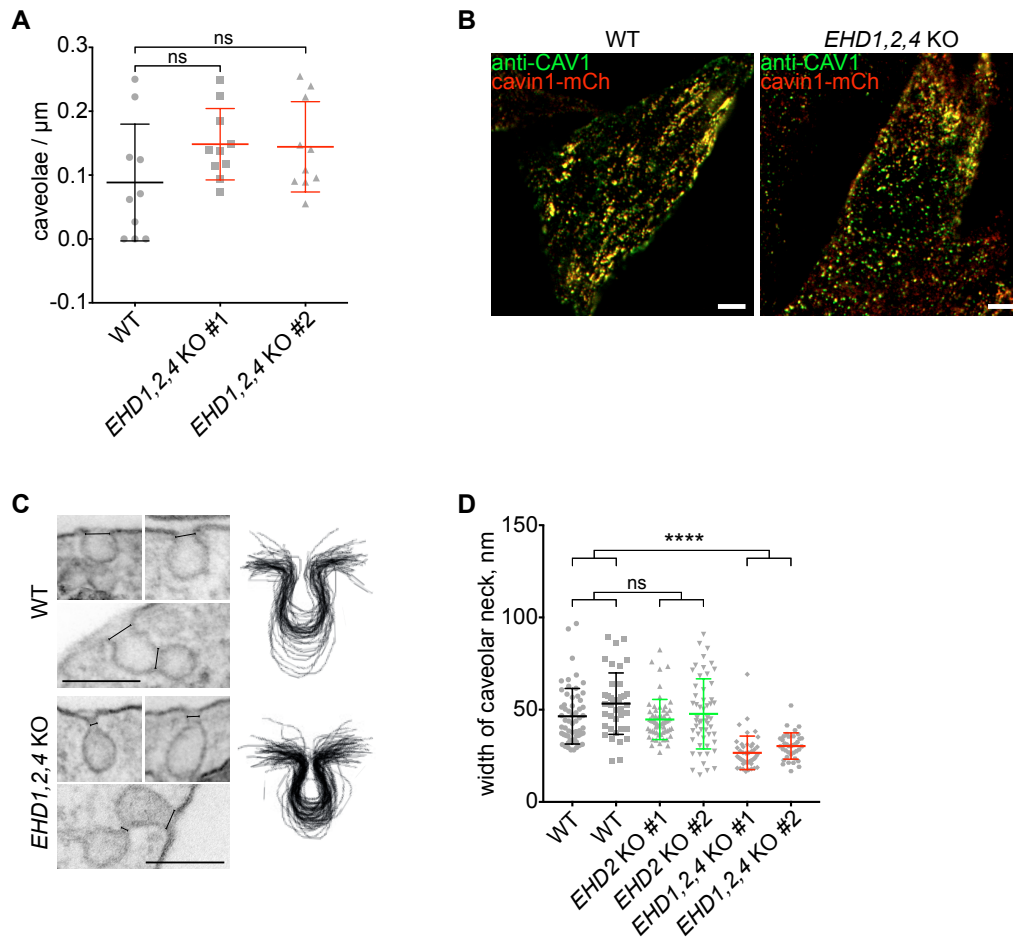 A
0.3
0.2
0.1
0.0
-0.1
caveolae / µm
ns
ns
WT
EHD1,2,4 KO #1
EHD1,2,4 KO #2
B
WT
EHD1,2,4 KO
anti-CAV1
cavin1-mCh
anti-CAV1
cavin1-mCh
C
WT
EHD1,2,4 KO
D
150
100
50
0
width of caveolar neck, nm
****
ns
WT
WT
EHD2 KO #1
EHD2 KO #2
EHD1,2,4 KO #1
EHD1,2,4 KO #2